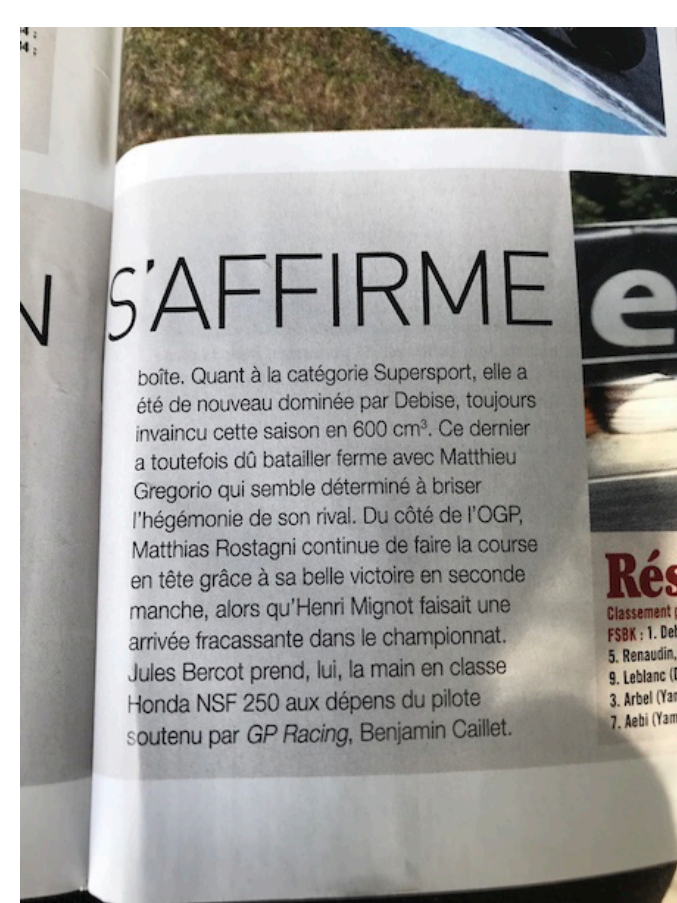 4 :
34 :
N S'AFFIRME
boîte. Quant à la catégorie Supersport, elle a
été de nouveau dominée par Debise, toujours
invaincu cette saison en 600 cm³. Ce dernier
a toutefois dû batailler ferme avec Matthieu
Gregorio qui semble déterminé à briser
l'hégémonie de son rival. Du côté de l'OGP,
Matthias Rostagni continue de faire la course
en tête grâce à sa belle victoire en seconde
manche, alors qu'Henri Mignot faisait une
arrivée fracassante dans le championnat.
Jules Bercot prend, lui, la main en classe
Honda NSF 250 aux dépens du pilote
soutenu par GP Racing, Benjamin Caillet.
e
Rés
Classement p
FSBK : 1. Deb
5. Renaudin,
9. Leblanc (D
3. Arbel (Yam
7. Aebi (Yam